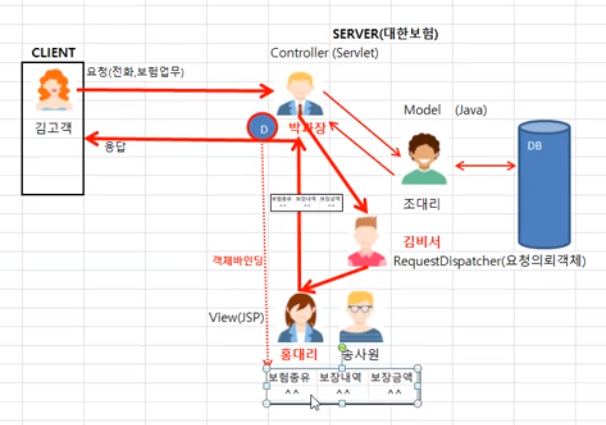 SERVER(대한보험)
CLIENT
Controller (Servlet)
요청(전화,보험업무)
김고객
D
박과장
응답
Model (Java)
DB
조대리
보험종유 보장내역 보장금액
^^ ^^ ^^
김비서
객체바인딩
RequestDispatcher(요청의뢰객체)
View(JSP)
홍대리
송사원
보험종유 보장내역 보장금액
^^ ^^ ^^